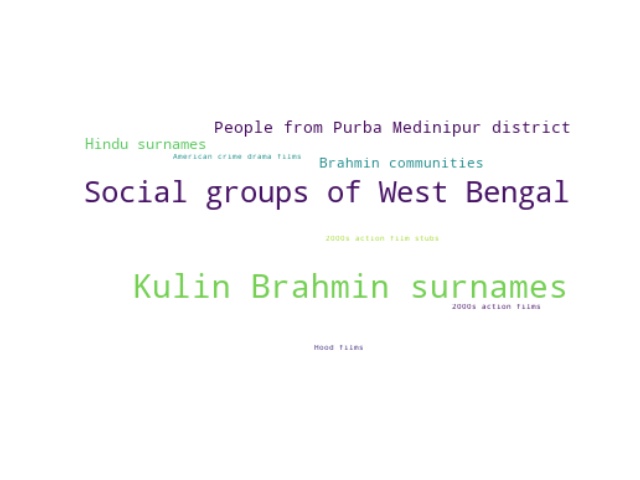 People from Purba Medinipur district
Hindu surnames
American crime drama films
Brahmin communities
Social groups of West Bengal
2000s action film stubs
Kulin Brahmin surnames
2000s action films
Hood films